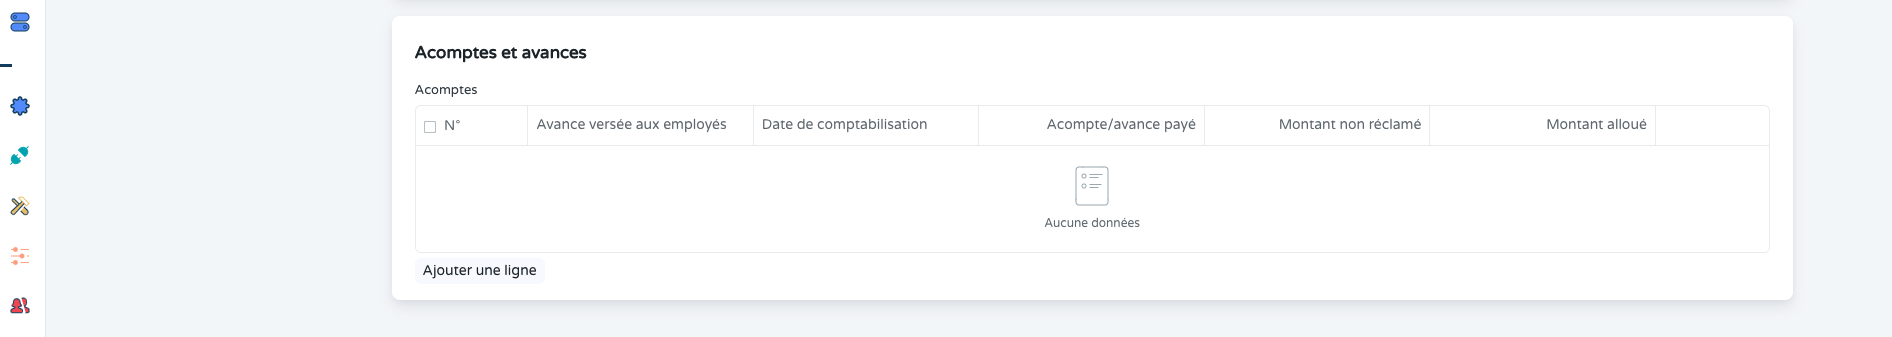 Acomptes et avances
Acomptes
N° Avance versée aux employés Date de comptabilisation Acompte/avance payé Montant non réclamé Montant alloué
Aucune données
Ajouter une ligne